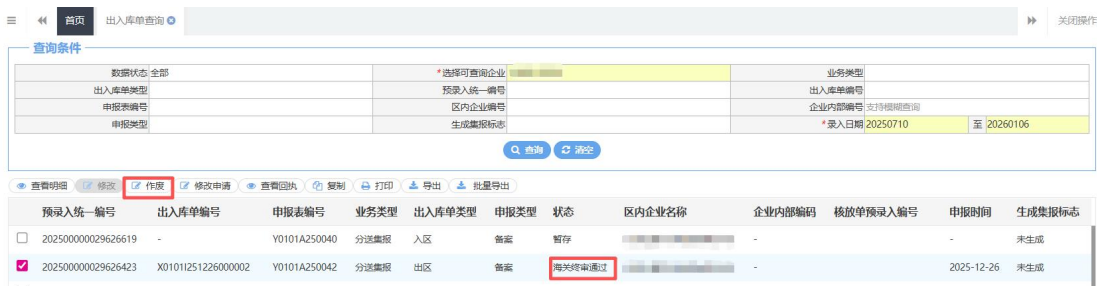 首页 出入库单查询 关闭操作
查询条件
数据状态 全部 *选择可查询企业 业务类型
出入库单类型 预录入统一编号 出入库单编号
申报表编号 区内企业编号 企业内部编号 支持模糊查询
申报类型 生成集报标志 *录入日期 20250710 至 20260106
查询 清空
查看明细 修改 作废 修改申请 查看回执 复制 打印 导出 批量导出
预录入统一编号 出入库单编号 申报表编号 业务类型 出入库单类型 申报类型 状态 区内企业名称 企业内部编码 核放单预录入编号 申报时间 生成集报标志
202500000029626619 - Y0101A250040 分送集报 入区 备案 暂存 - - 未生成
202500000029626423 X0101I251226000002 Y0101A250042 分送集报 出区 备案 海关终审通过 - 2025-12-26 未生成